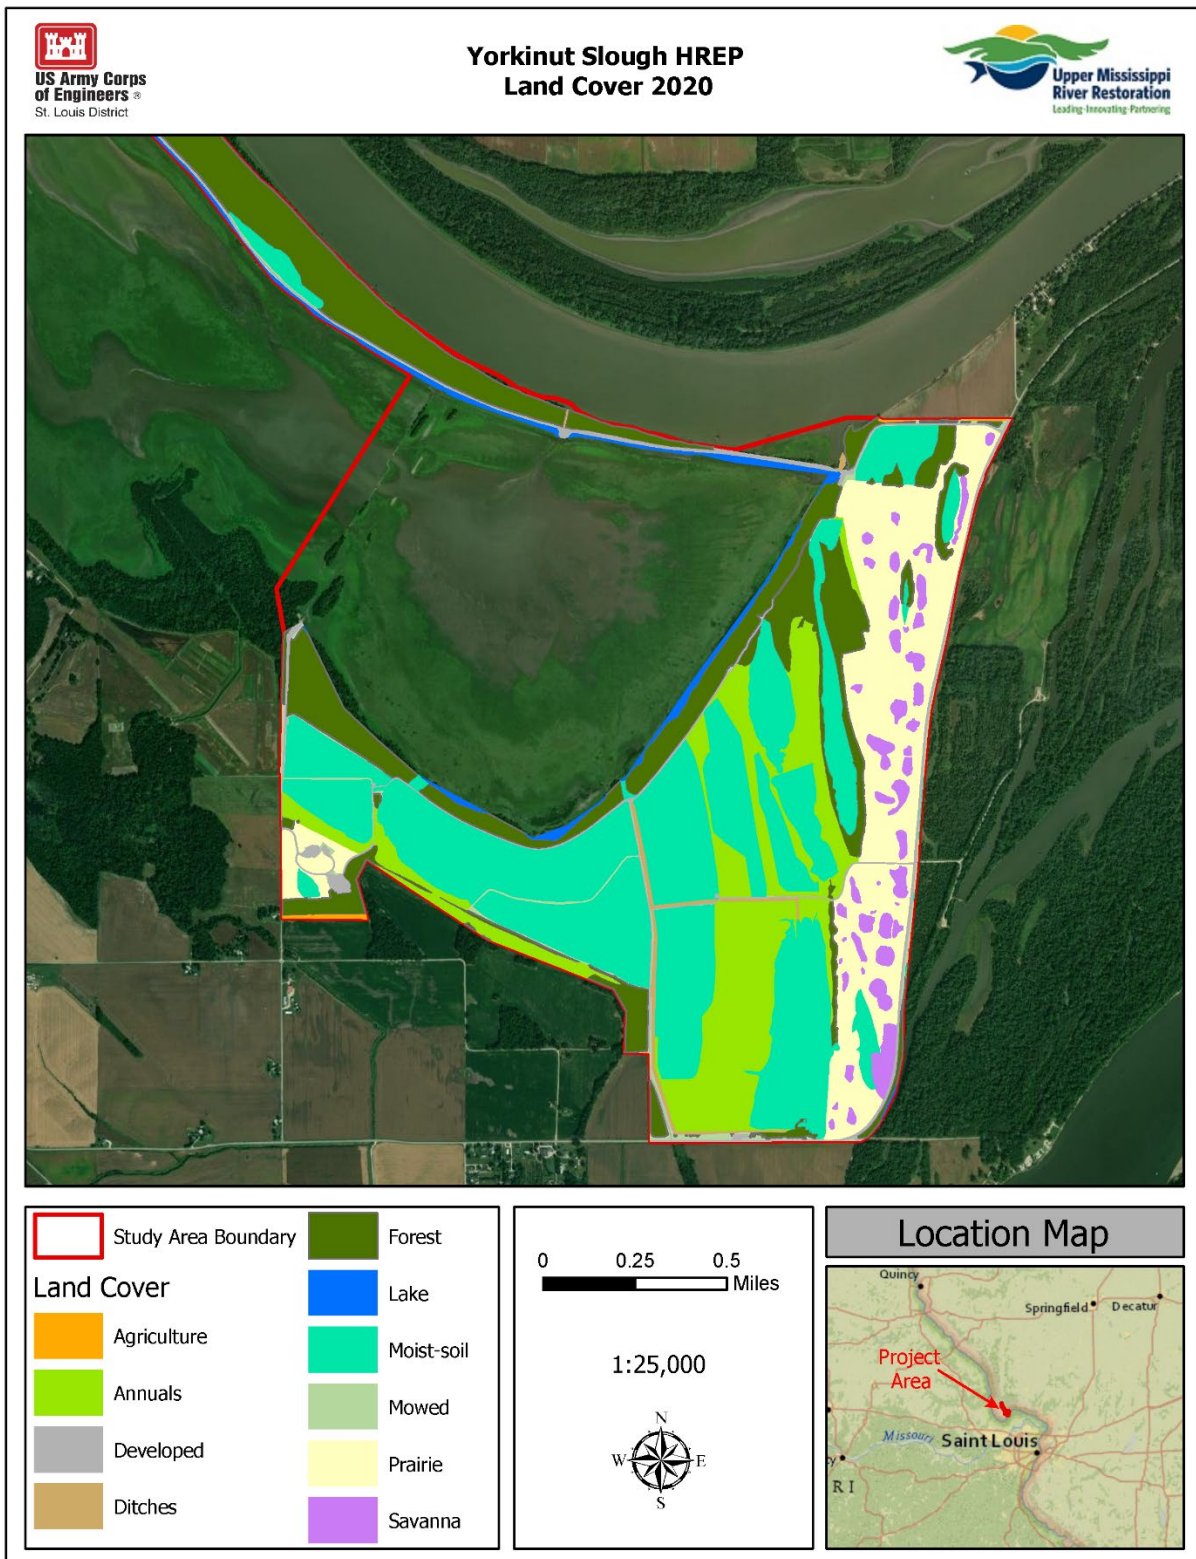 US Army Corps
of Engineers ®
St. Louis District
Yorkinut Slough HREP
Land Cover 2020
Upper Mississippi
River Restoration
Leading-Innovating-Partnering
Study Area Boundary
Land Cover
Agriculture
Annuals
Developed
Ditches
Forest
Lake
Moist-soil
Mowed
Prairie
Savanna
0 0.25 0.5
Miles
1:25,000
N
W E
S
Location Map
Quincy
Springfield Decatur
Project
Area
Missouri
Saint Louis
R I